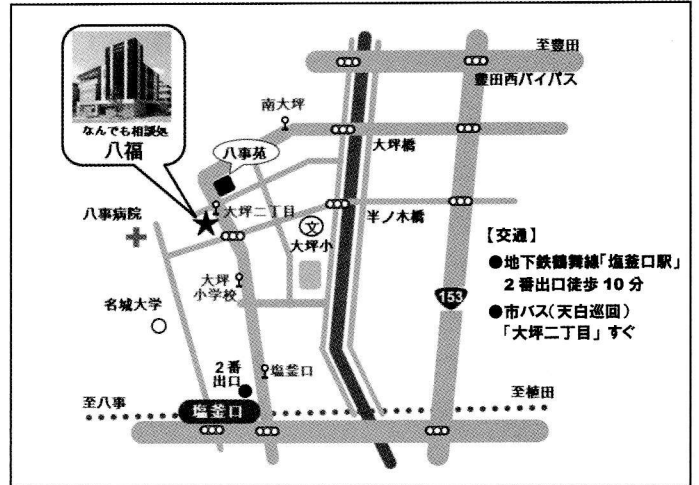 至豊田
豊田西バイパス
なんでも相談処
八福
南大坪
大坪橋
八事苑
八事病院
大坪二丁目
半ノ木橋
文
大坪小
大坪
小学校
名城大学
153
【交通】
●地下鉄鶴舞線「塩釜口駅」
2番出口徒歩10分
●市バス(天白巡回)
「大坪二丁目」すぐ
2番
出口
塩釜口
至八事
塩釜口
至植田